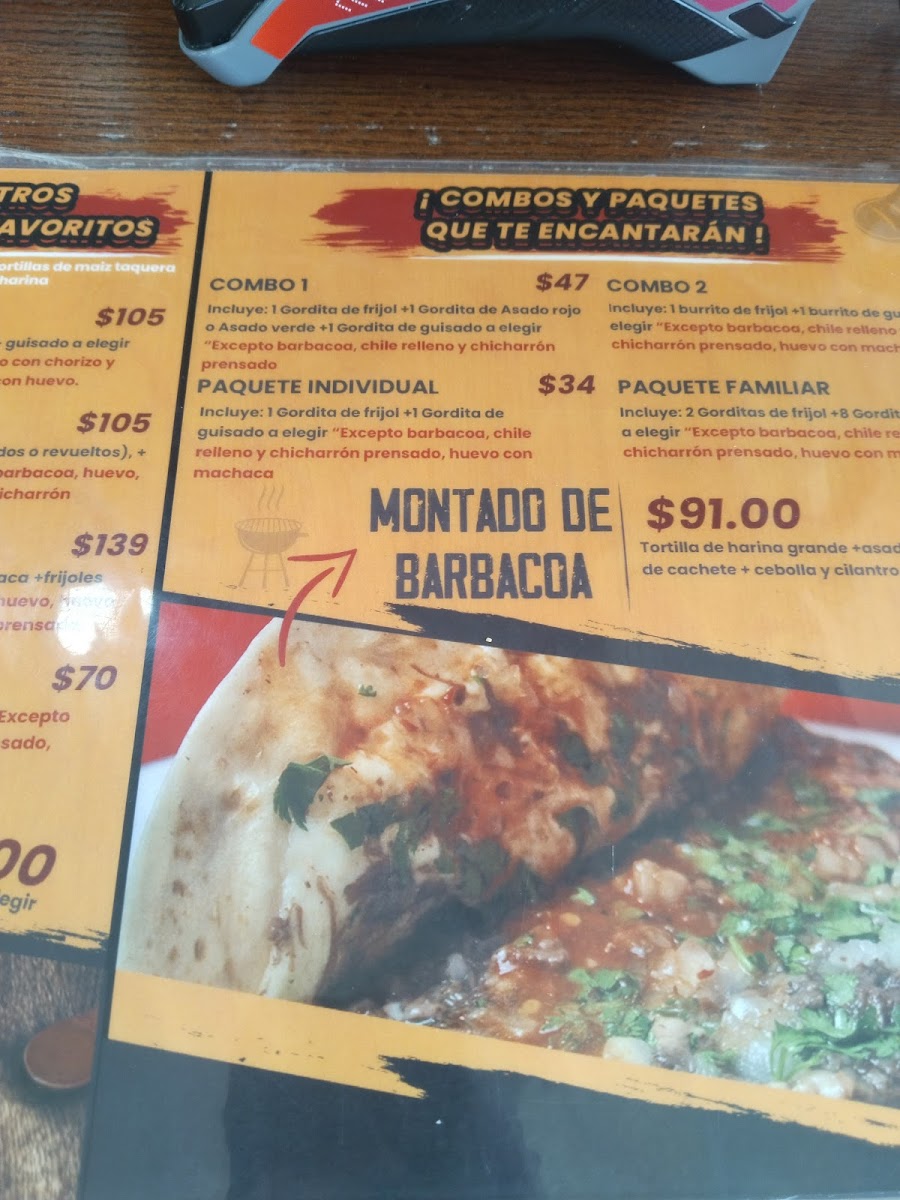 TROS
AVORITOS
ortillas de maiz taquera
harina
$105
guisado a elegir
o con chorizo y
con huevo.
$105
dos o revueltos), +
barbacoa, huevo,
icharrón
$139
aca +frijoles
huevo, huevo
prensado
$70
Excepto
sado,
00
egir
¡ COMBOS Y PAQUETES
QUE TE ENCANTARÁN !
COMBO 1 $47
Incluye: 1 Gordita de frijol +1 Gordita de Asado rojo
o Asado verde +1 Gordita de guisado a elegir
"Excepto barbacoa, chile relleno y chicharrón
prensado
PAQUETE INDIVIDUAL $34
Incluye: 1 Gordita de frijol +1 Gordita de
guisado a elegir "Excepto barbacoa, chile
relleno y chicharrón prensado, huevo con
machaca
COMBO 2
Incluye: 1 burrito de frijol +1 burrito de gu
elegir "Excepto barbacoa, chile relleno
chicharrón prensado, huevo con mach
PAQUETE FAMILIAR
Incluye: 2 Gorditas de frijol +8 Gordit
a elegir "Excepto barbacoa, chile re
chicharrón prensado, huevo con m
MONTADO DE
BARBACOA
$91.00
Tortilla de harina grande +asad
de cachete + cebolla y cilantro